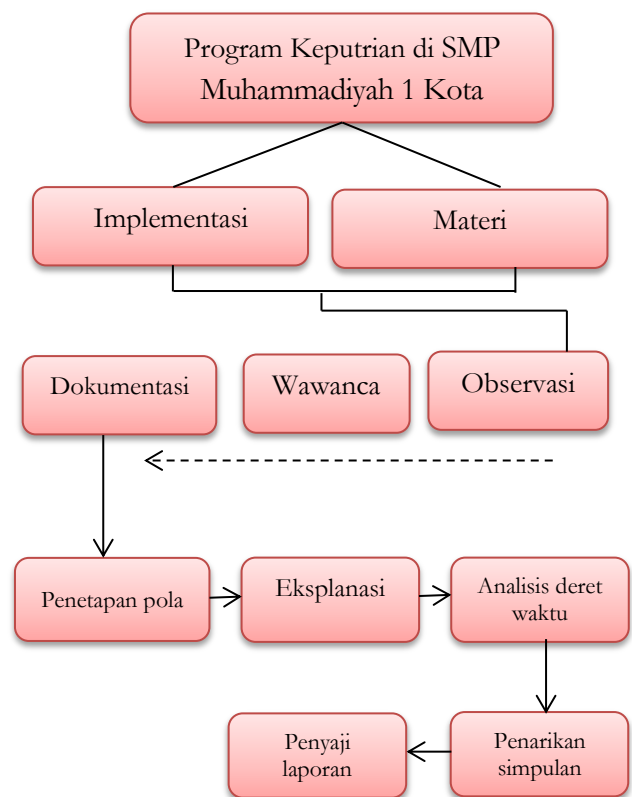 Program Keputrian di SMP
Muhammadiyah 1 Kota
Implementasi
Materi
Dokumentasi
Wawanca
Observasi
Penetapan pola
Eksplanasi
Analisis deret
waktu
Penyaji
laporan
Penarikan
simpulan